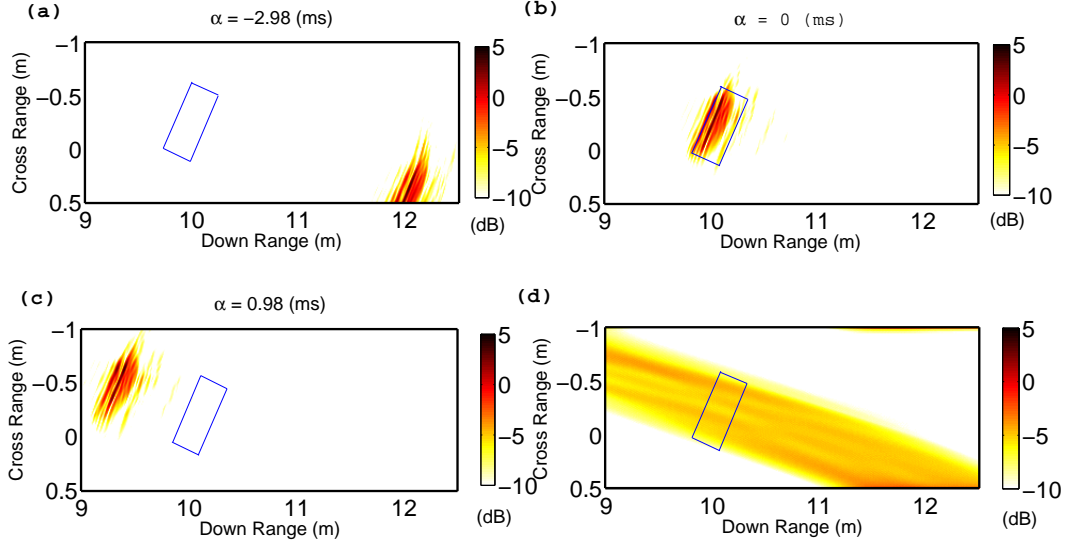 (a)
α = −2.98 (ms)
Cross Range (m)
−1
−0.5
0
0.5
9
10
11
12
Down Range (m)
5
0
−5
−10
(dB)
(b)
α = 0 (ms)
Cross Range (m)
−1
−0.5
0
0.5
9
10
11
12
Down Range (m)
5
0
−5
−10
(dB)
(c)
α = 0.98 (ms)
Cross Range (m)
−1
−0.5
0
0.5
9
10
11
12
Down Range (m)
5
0
−5
−10
(dB)
(d)
Cross Range (m)
−1
−0.5
0
0.5
9
10
11
12
Down Range (m)
5
0
−5
−10
(dB)